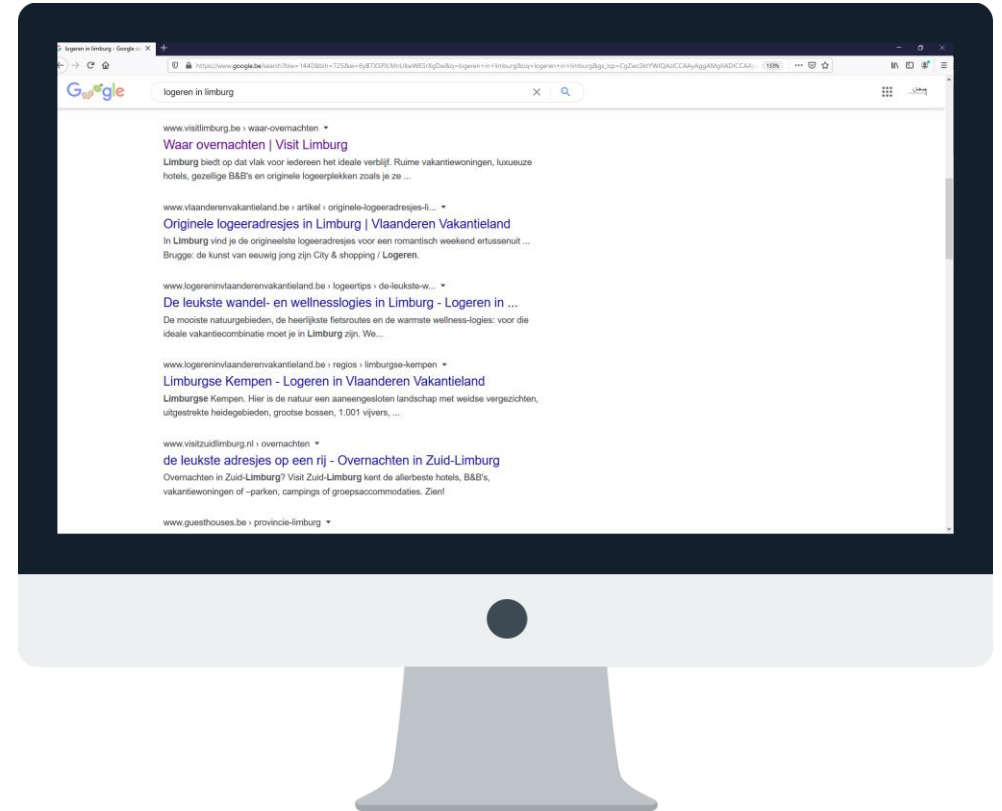 logeren in limburg - Google
133%
Google
logeren in limburg
www.visitlimburg.be › waar-overnachten
Waar overnachten | Visit Limburg
Limburg biedt op dat vlak voor iedereen het ideale verblijf. Ruime vakantiewoningen, luxueuze
hotels, gezellige B&B's en originele logeerplekken zoals je ze ...
www.vlaanderenvakantieland.be › artikel › originele-logeeradresjes-li...
Originele logeeradresjes in Limburg | Vlaanderen Vakantieland
In Limburg vind je de origineelste logeeradresjes voor een romantisch weekend ertussenuit ...
Brugge: de kunst van eeuwig jong zijn City & shopping / Logeren.
www.logereninvlaanderenvakantieland.be › logeertips › de-leukste-w...
De leukste wandel- en wellnesslogies in Limburg - Logeren in ...
De mooiste natuurgebieden, de heerlijkste fietsroutes en de warmste wellness-logies: voor die
ideale vakantiecombinatie moet je in Limburg zijn. We...
www.logereninvlaanderenvakantieland.be › regios › limburgse-kempen
Limburgse Kempen - Logeren in Vlaanderen Vakantieland
Limburgse Kempen. Hier is de natuur een aaneengesloten landschap met weidse vergezichten,
uitgestrekte heidegebieden, grootse bossen, 1.001 vijvers, ...
www.visitzuidlimburg.nl › overnachten
de leukste adresjes op een rij - Overnachten in Zuid-Limburg
Overnachten in Zuid-Limburg? Visit Zuid-Limburg kent de allerbeste hotels, B&B's,
vakantiewoningen of –parken, campings of groepsaccommodaties. Zien!
www.guesthouses.be › provincie-limburg